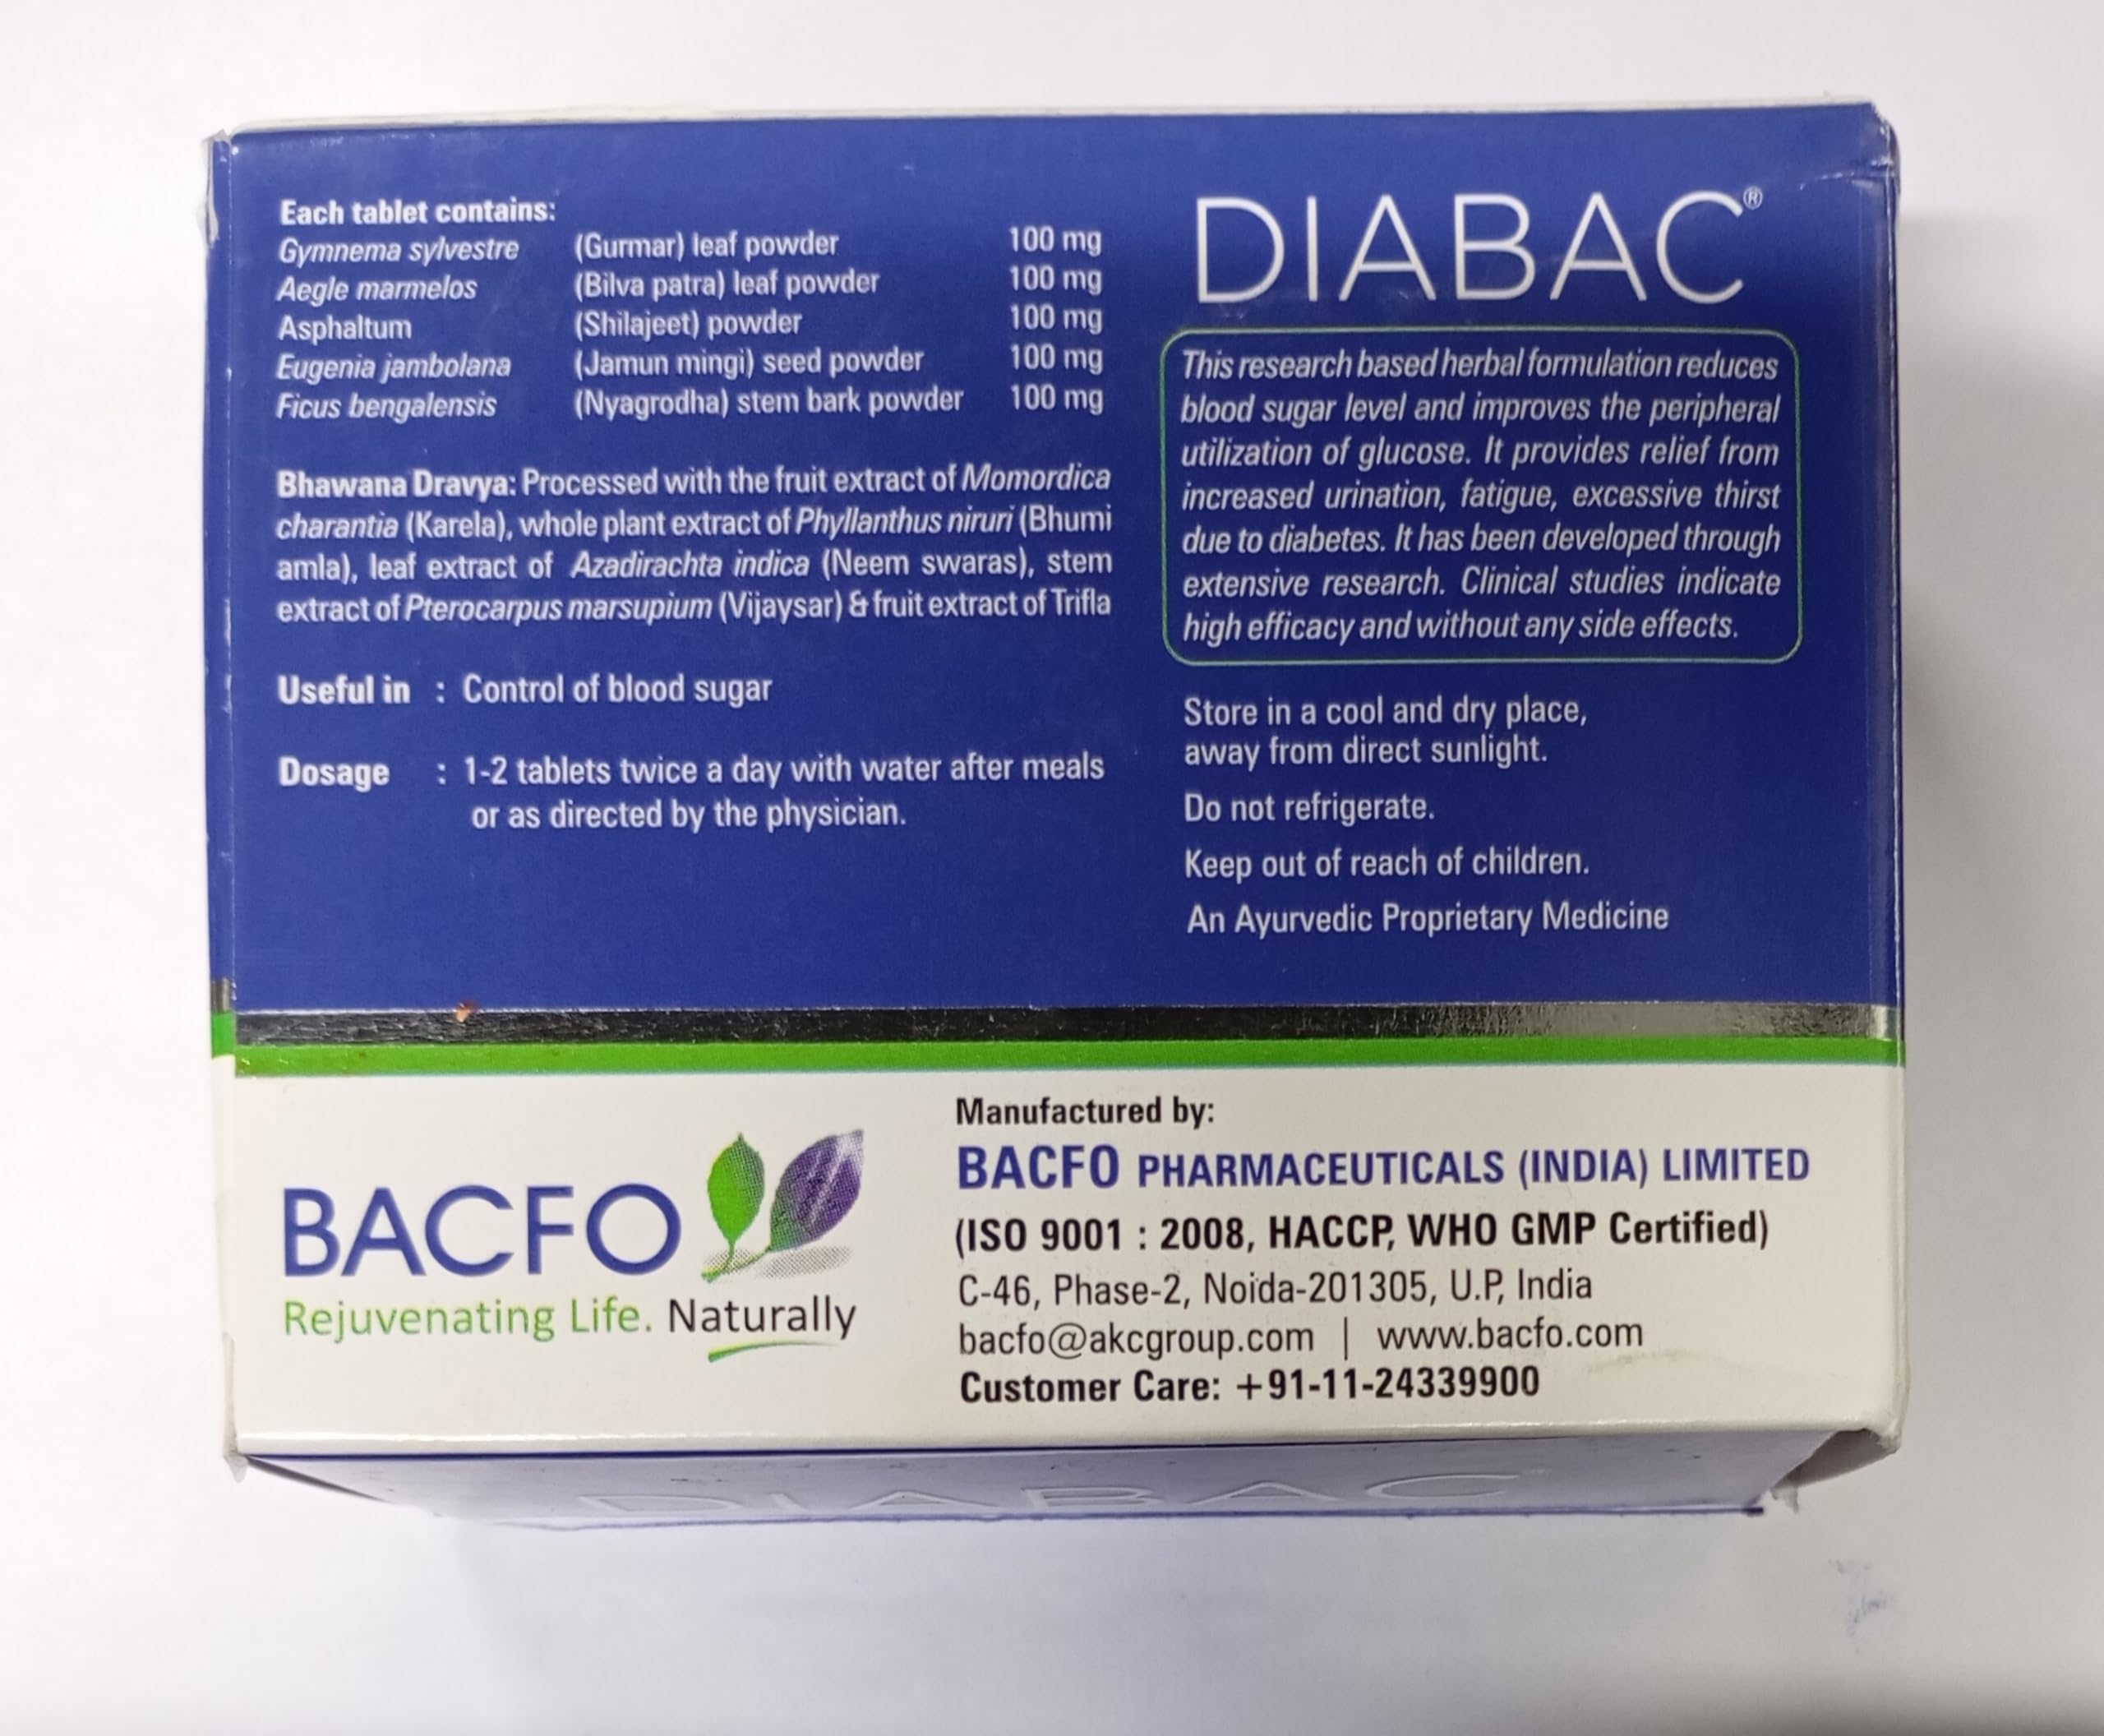 Each tablet contains:
Gymnema sylvestre (Gurmar) leaf powder 100 mg
Aegle marmelos (Bilva patra) leaf powder 100 mg
Asphaltum (Shilajeet) powder 100 mg
Eugenia jambolana (Jamun mingi) seed powder 100 mg
Ficus bengalensis (Nyagrodha) stem bark powder 100 mg
Bhawana Dravya: Processed with the fruit extract of Momordica
charantia (Karela), whole plant extract of Phyllanthus niruri (Bhumi
amla), leaf extract of Azadirachta indica (Neem swaras), stem
extract of Pterocarpus marsupium (Vijaysar) & fruit extract of Trifla
Useful in : Control of blood sugar
Dosage : 1-2 tablets twice a day with water after meals
or as directed by the physician.
DIABAC®
This research based herbal formulation reduces
blood sugar level and improves the peripheral
utilization of glucose. It provides relief from
increased urination, fatigue, excessive thirst
due to diabetes. It has been developed through
extensive research. Clinical studies indicate
high efficacy and without any side effects.
Store in a cool and dry place,
away from direct sunlight.
Do not refrigerate.
Keep out of reach of children.
An Ayurvedic Proprietary Medicine
BACFO
Rejuvenating Life. Naturally
Manufactured by:
BACFO PHARMACEUTICALS (INDIA) LIMITED
(ISO 9001 : 2008, HACCP, WHO GMP Certified)
C-46, Phase-2, Noida-201305, U.P, India
bacfo@akcgroup.com | www.bacfo.com
Customer Care: +91-11-24339900
DIABAC